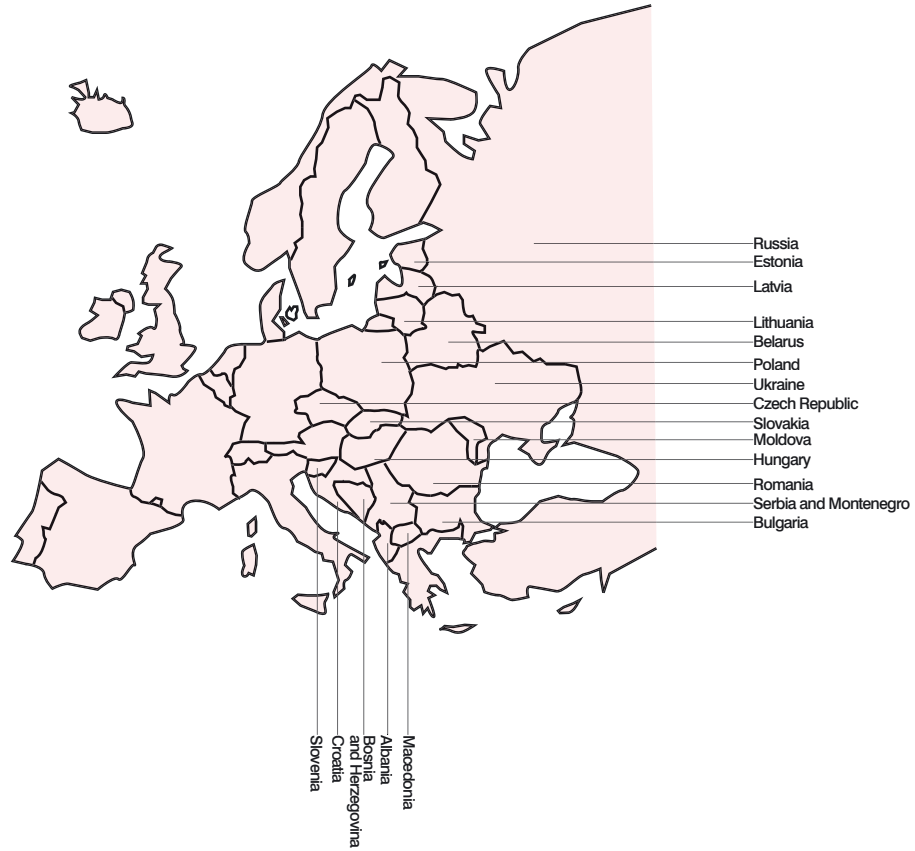 Russia
Estonia
Latvia
Lithuania
Belarus
Poland
Ukraine
Czech Republic
Slovakia
Moldova
Hungary
Romania
Serbia and Montenegro
Bulgaria
Slovenia
Croatia
Bosnia
and Herzegovina
Albania
Macedonia